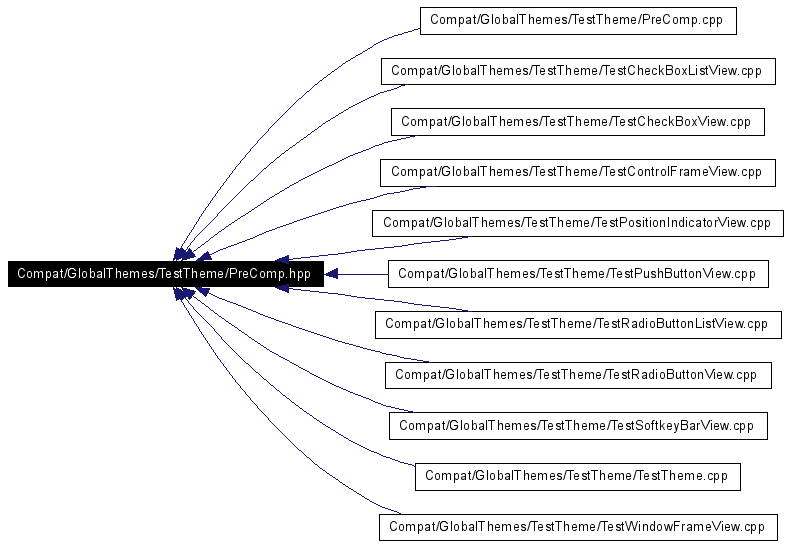 Compat/GlobalThemes/TestTheme/PreComp.cpp
Compat/GlobalThemes/TestTheme/TestCheckBoxListView.cpp
Compat/GlobalThemes/TestTheme/TestCheckBoxView.cpp
Compat/GlobalThemes/TestTheme/TestControlFrameView.cpp
Compat/GlobalThemes/TestTheme/TestPositionIndicatorView.cpp
Compat/GlobalThemes/TestTheme/PreComp.hpp
Compat/GlobalThemes/TestTheme/TestPushButtonView.cpp
Compat/GlobalThemes/TestTheme/TestRadioButtonListView.cpp
Compat/GlobalThemes/TestTheme/TestRadioButtonView.cpp
Compat/GlobalThemes/TestTheme/TestSoftkeyBarView.cpp
Compat/GlobalThemes/TestTheme/TestTheme.cpp
Compat/GlobalThemes/TestTheme/TestWindowFrameView.cpp